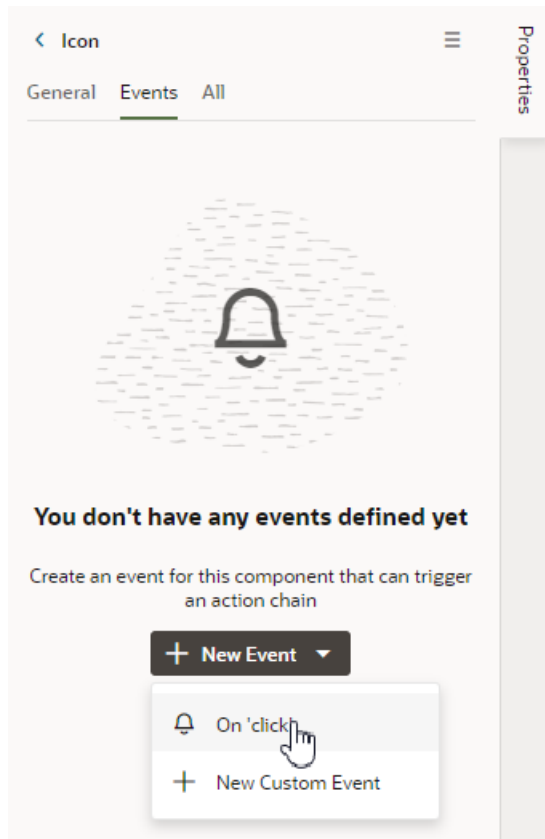 Icon
Properties
General Events All
You don't have any events defined yet
Create an event for this component that can trigger
an action chain
New Event
On 'click'
New Custom Event